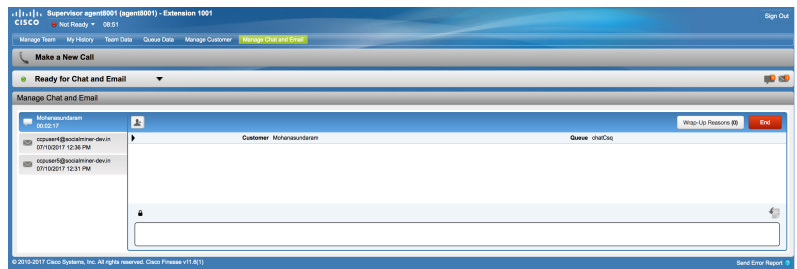 Supervisor agent8001 (agent8001) - Extension 1001
Sign Out
CISCO
Not Ready 08:51
Manage Team My History Team Data Queue Data Manage Customer Manage Chat and Email
Make a New Call
Ready for Chat and Email
Manage Chat and Email
Mohanasundaram
00:02:17
Wrap-Up Reasons (0) End
ccpuser4@socialminer-dev.in
07/10/2017 12:36 PM
Customer Mohanasundaram Queue chatCsq
ccpuser5@socialminer-dev.in
07/10/2017 12:31 PM
© 2010-2017 Cisco Systems, Inc. All rights reserved. Cisco Finesse v11.6(1)
Send Error Report